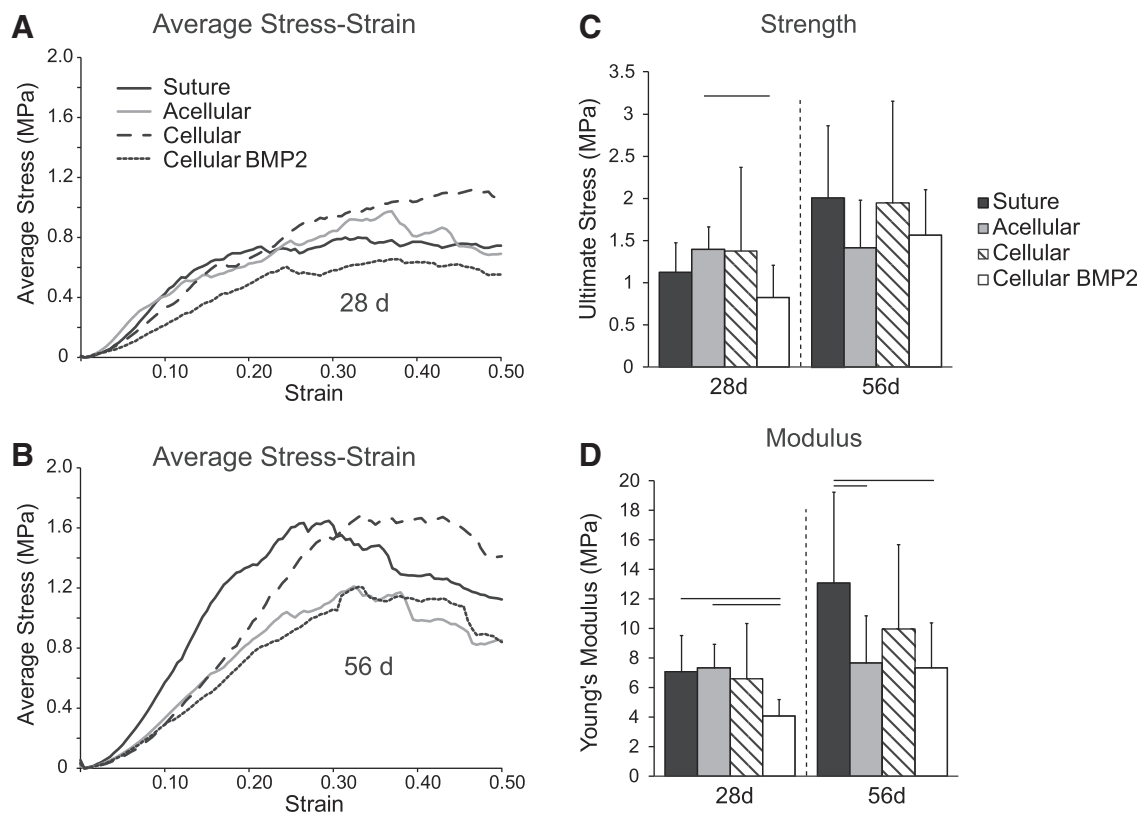 A
Average Stress-Strain
2.0
1.6
1.2
0.8
0.4
0
Average Stress (MPa)
Suture
Acellular
Cellular
Cellular BMP2
28 d
0.10
0.20
0.30
0.40
0.50
Strain
B
Average Stress-Strain
2.0
1.6
1.2
0.8
0.4
0
Average Stress (MPa)
56 d
0.10
0.20
0.30
0.40
0.50
Strain
C
Strength
3.5
3
2.5
2
1.5
1
0.5
0
Ultimate Stress (MPa)
28d
56d
Suture
Acellular
Cellular
Cellular BMP2
D
Modulus
20
18
16
14
12
10
8
6
4
2
0
Young's Modulus (MPa)
28d
56d